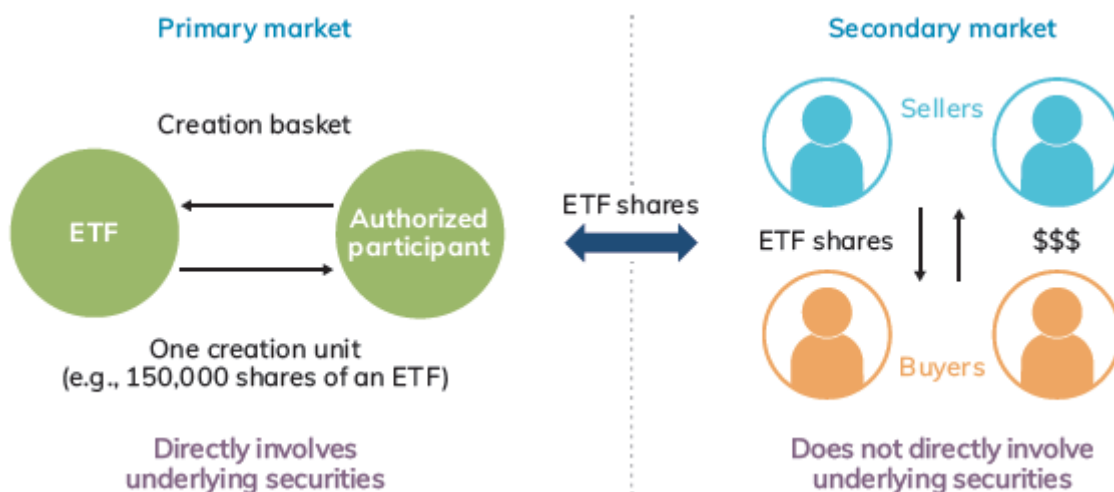 Primary market
Creation basket
ETF
Authorized
participant
One creation unit
(e.g., 150,000 shares of an ETF)
Directly involves
underlying securities
ETF shares
Secondary market
Sellers
ETF shares
$$$
Buyers
Does not directly involve
underlying securities